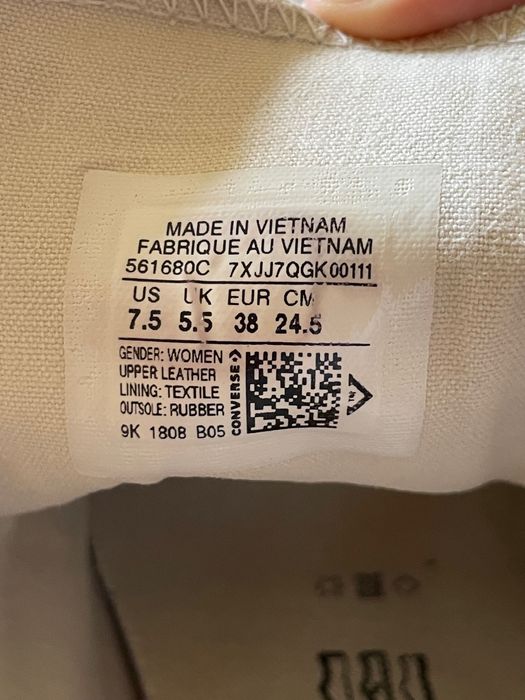 MADE IN VIETNAM
FABRIQUE AU VIETNAM
561680C 7XJJ7QGK00111
US UK EUR CM
7.5 5.5 38 24.5
GENDER: WOMEN
UPPER LEATHER
LINING: TEXTILE
OUTSOLE: RUBBER
9K 1808 B05
CONVERSE